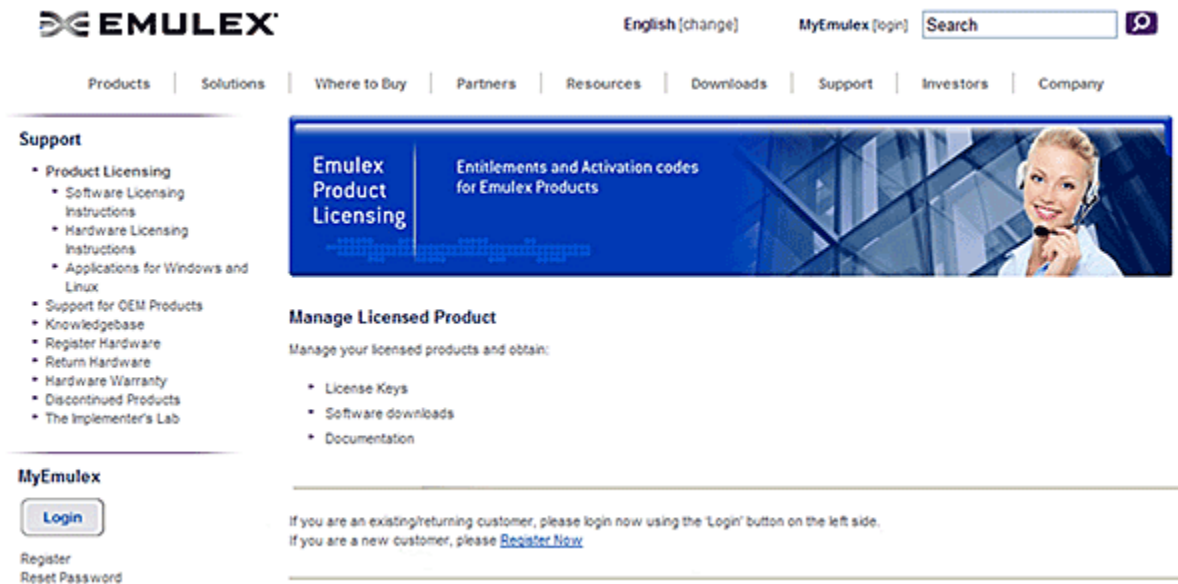 EMULEX
English [change]
MyEmulex [login]
Search
Products
Solutions
Where to Buy
Partners
Resources
Downloads
Support
Investors
Company
Support
Product Licensing
Software Licensing
Instructions
Hardware Licensing
Instructions
Applications for Windows and
Linux
Support for OEM Products
Knowledgebase
Register Hardware
Return Hardware
Hardware Warranty
Discontinued Products
The Implementer's Lab
MyEmulex
Login
Register
Reset Password
Emulex
Product
Licensing
Entitlements and Activation codes
for Emulex Products
Manage Licensed Product
Manage your licensed products and obtain:
License Keys
Software downloads
Documentation
If you are an existing/returning customer, please login now using the 'Login' button on the left side.
If you are a new customer, please Register Now